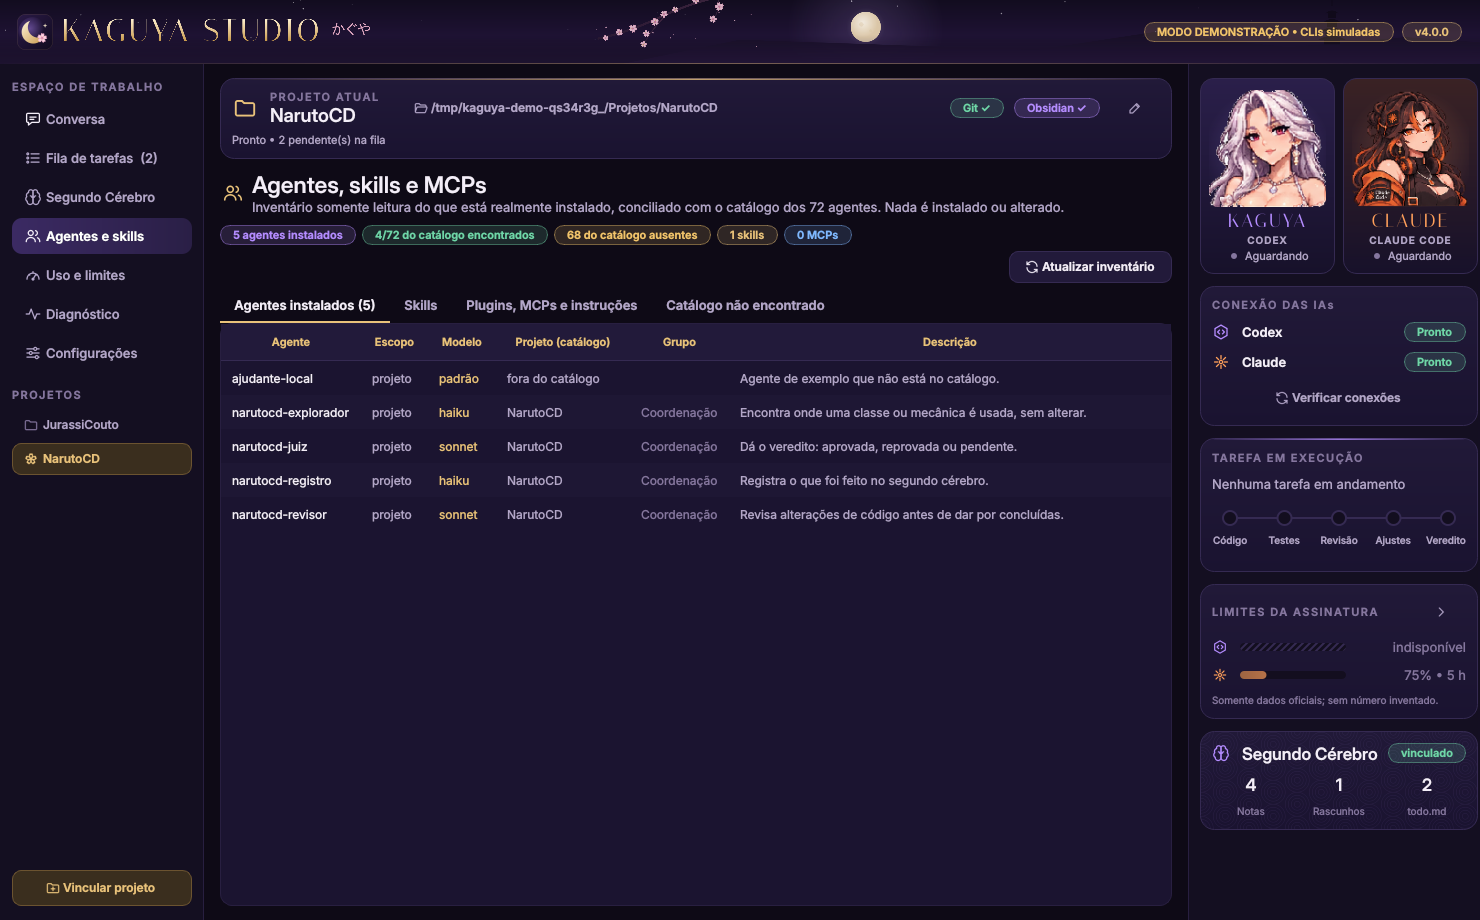 KAGUYA STUDIO かぐや
MODO DEMONSTRAÇÃO • CLIs simuladas
v4.0.0
ESPAÇO DE TRABALHO
Conversa
Fila de tarefas (2)
Segundo Cérebro
Agentes e skills
Uso e limites
Diagnóstico
Configurações
PROJETOS
JurassiCouto
NarutoCD
Vincular projeto
PROJETO ATUAL
NarutoCD
/tmp/kaguya-demo-qs34r3g_/Projetos/NarutoCD
Git ✓
Obsidian ✓
Pronto • 2 pendente(s) na fila
Agentes, skills e MCPs
Inventário somente leitura do que está realmente instalado, conciliado com o catálogo dos 72 agentes. Nada é instalado ou alterado.
5 agentes instalados
4/72 do catálogo encontrados
68 do catálogo ausentes
1 skills
0 MCPs
Atualizar inventário
Agentes instalados (5) Skills Plugins, MCPs e instruções Catálogo não encontrado
Agente Escopo Modelo Projeto (catálogo) Grupo Descrição
ajudante-local projeto padrão fora do catálogo Agente de exemplo que não está no catálogo.
narutocd-explorador projeto haiku NarutoCD Coordenação Encontra onde uma classe ou mecânica é usada, sem alterar.
narutocd-juiz projeto sonnet NarutoCD Coordenação Dá o veredito: aprovada, reprovada ou pendente.
narutocd-registro projeto haiku NarutoCD Coordenação Registra o que foi feito no segundo cérebro.
narutocd-revisor projeto sonnet NarutoCD Coordenação Revisa alterações de código antes de dar por concluídas.
KAGUYA
CODEX
Aguardando
CLAUDE
CLAUDE CODE
Aguardando
CONEXÃO DAS IAs
Codex Pronto
Claude Pronto
Verificar conexões
TAREFA EM EXECUÇÃO
Nenhuma tarefa em andamento
Código Testes Revisão Ajustes Veredito
LIMITES DA ASSINATURA
indisponível
75% • 5 h
Somente dados oficiais; sem número inventado.
Segundo Cérebro vinculado
4 1 2
Notas Rascunhos todo.md